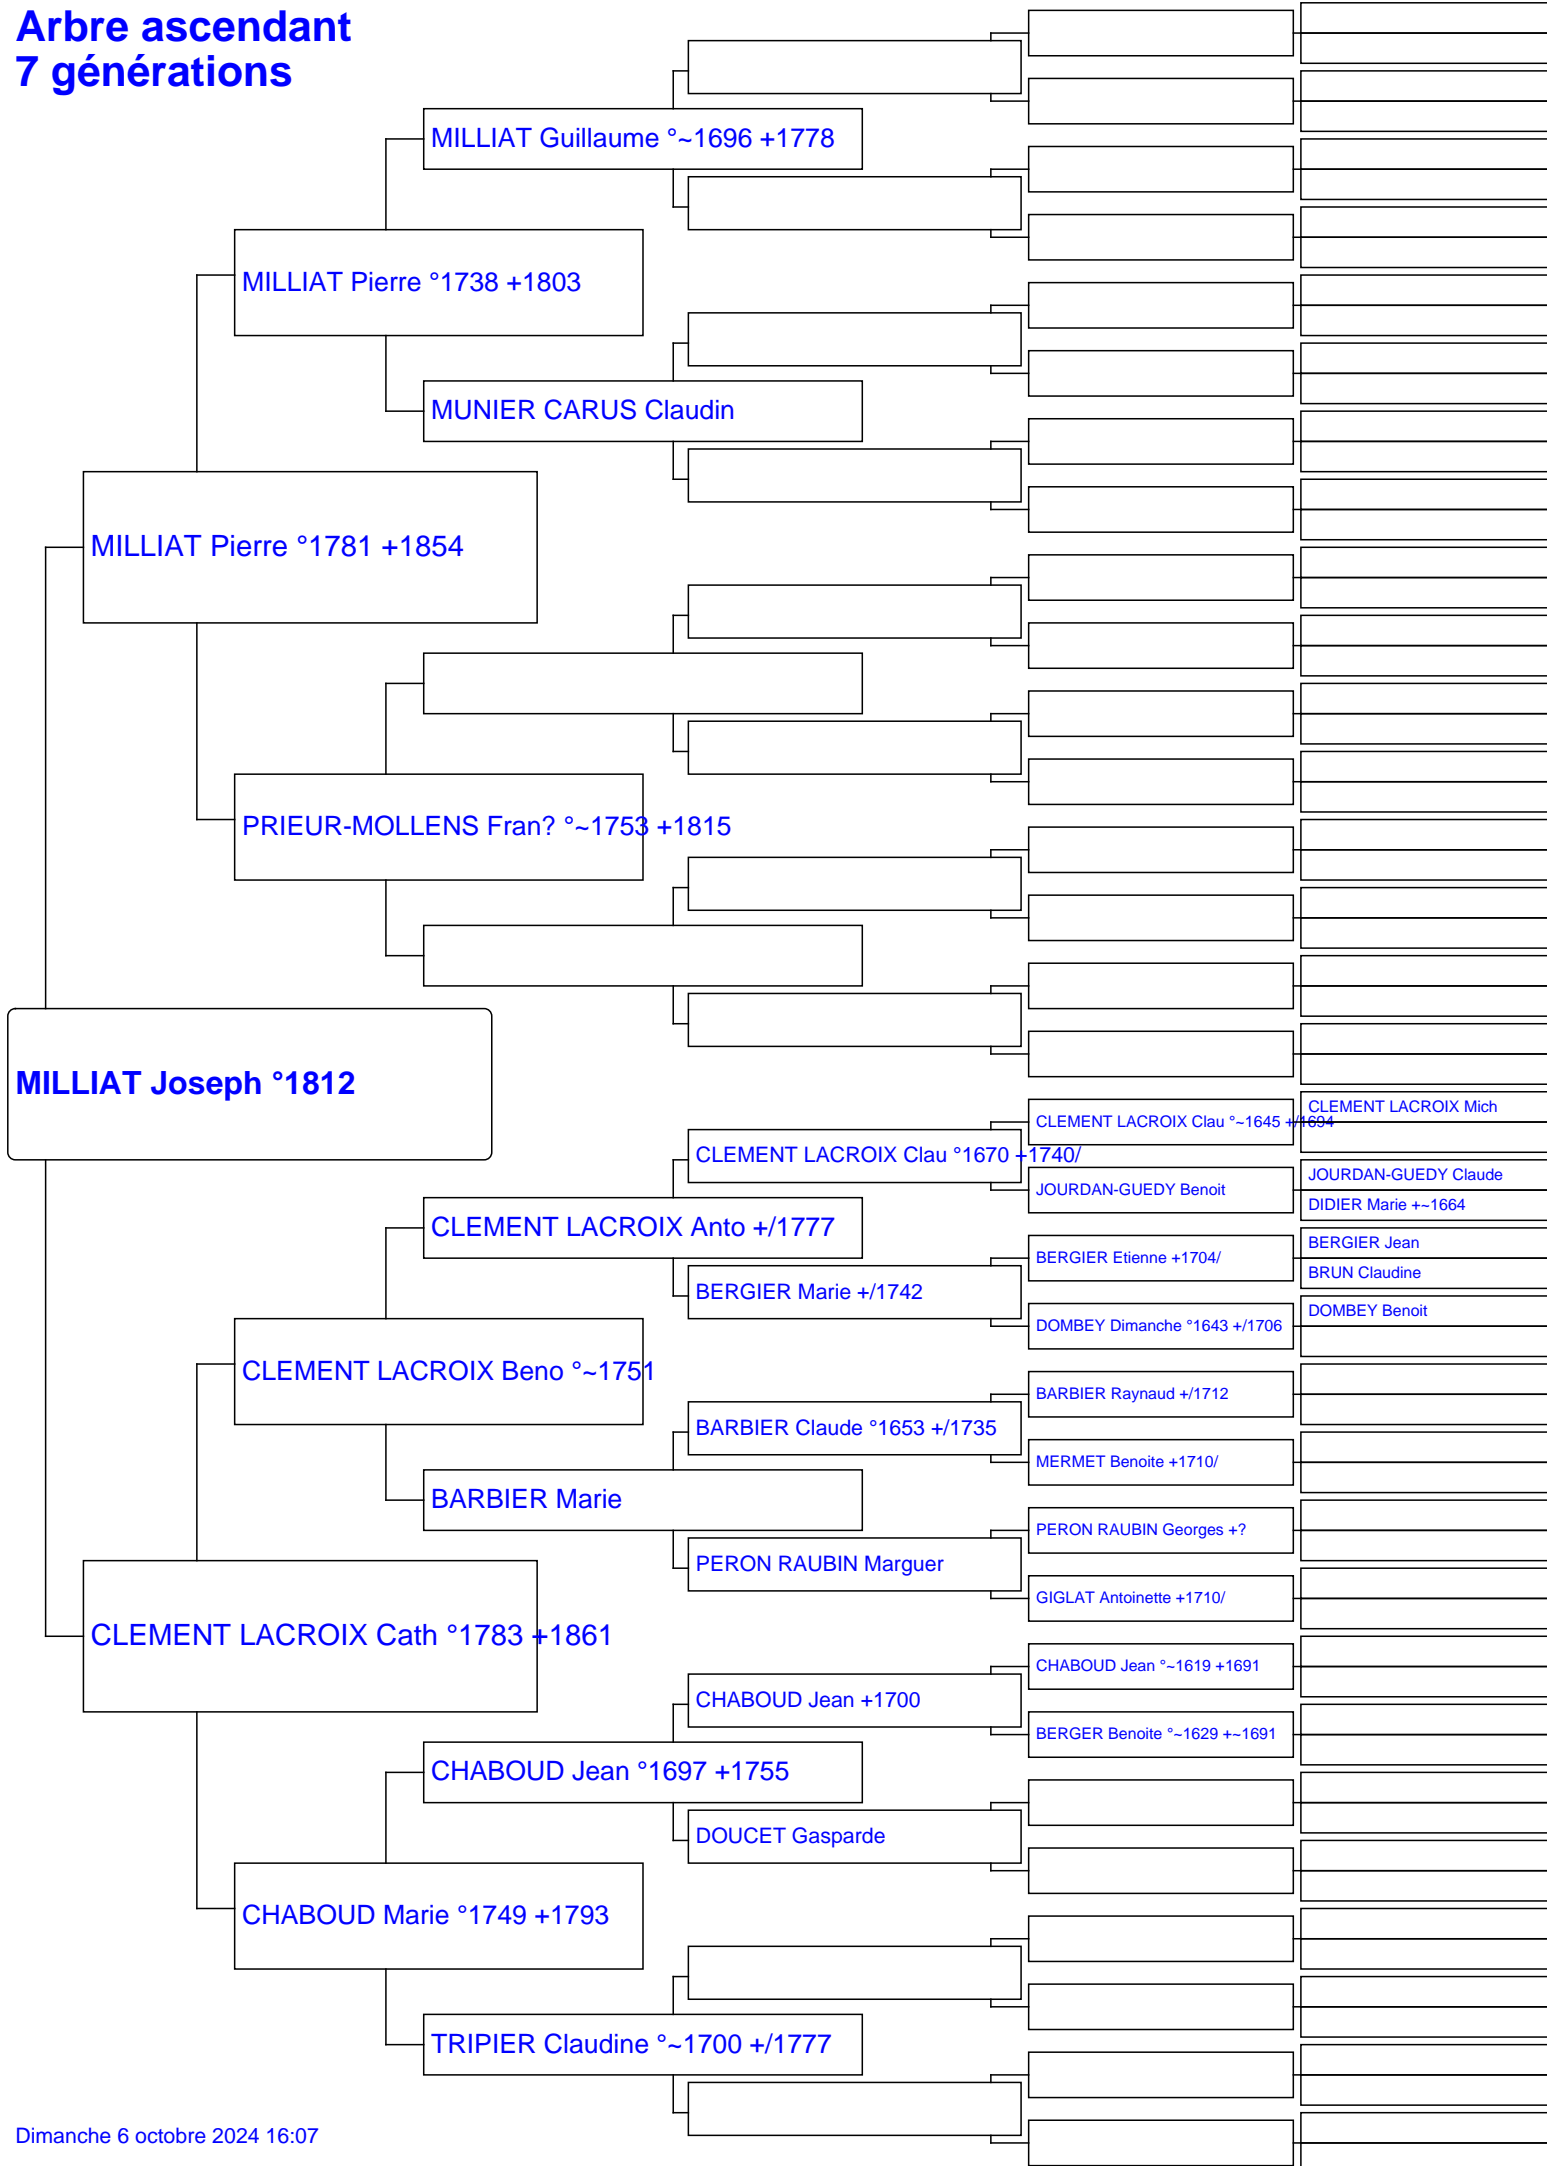 Arbre ascendant
7 générations
MILLIAT Guillaume °~1696 +1778
MILLIAT Pierre °1738 +1803
MUNIER CARUS Claudin
MILLIAT Pierre °1781 +1854
PRIEUR-MOLLENS Fran? °~1753 +1815
MILLIAT Joseph °1812
CLEMENT LACROIX Mich
CLEMENT LACROIX Clau °~1645 +/1694
CLEMENT LACROIX Clau °1670 +1740/
JOURDAN-GUEDY Claude
JOURDAN-GUEDY Benoit
DIDIER Marie +~1664
CLEMENT LACROIX Anto +/1777
BERGIER Jean
BERGIER Etienne +1704/
BRUN Claudine
BERGIER Marie +/1742
DOMBEY Benoit
DOMBEY Dimanche °1643 +/1706
CLEMENT LACROIX Beno °~1751
BARBIER Raynaud +/1712
BARBIER Claude °1653 +/1735
MERMET Benoite +1710/
BARBIER Marie
PERON RAUBIN Georges +?
PERON RAUBIN Marguer
GIGLAT Antoinette +1710/
CLEMENT LACROIX Cath °1783 +1861
CHABOUD Jean °~1619 +1691
CHABOUD Jean +1700
BERGER Benoite °~1629 +~1691
CHABOUD Jean °1697 +1755
DOUCET Gasparde
CHABOUD Marie °1749 +1793
TRIPIER Claudine °~1700 +/1777
Dimanche 6 octobre 2024 16:07